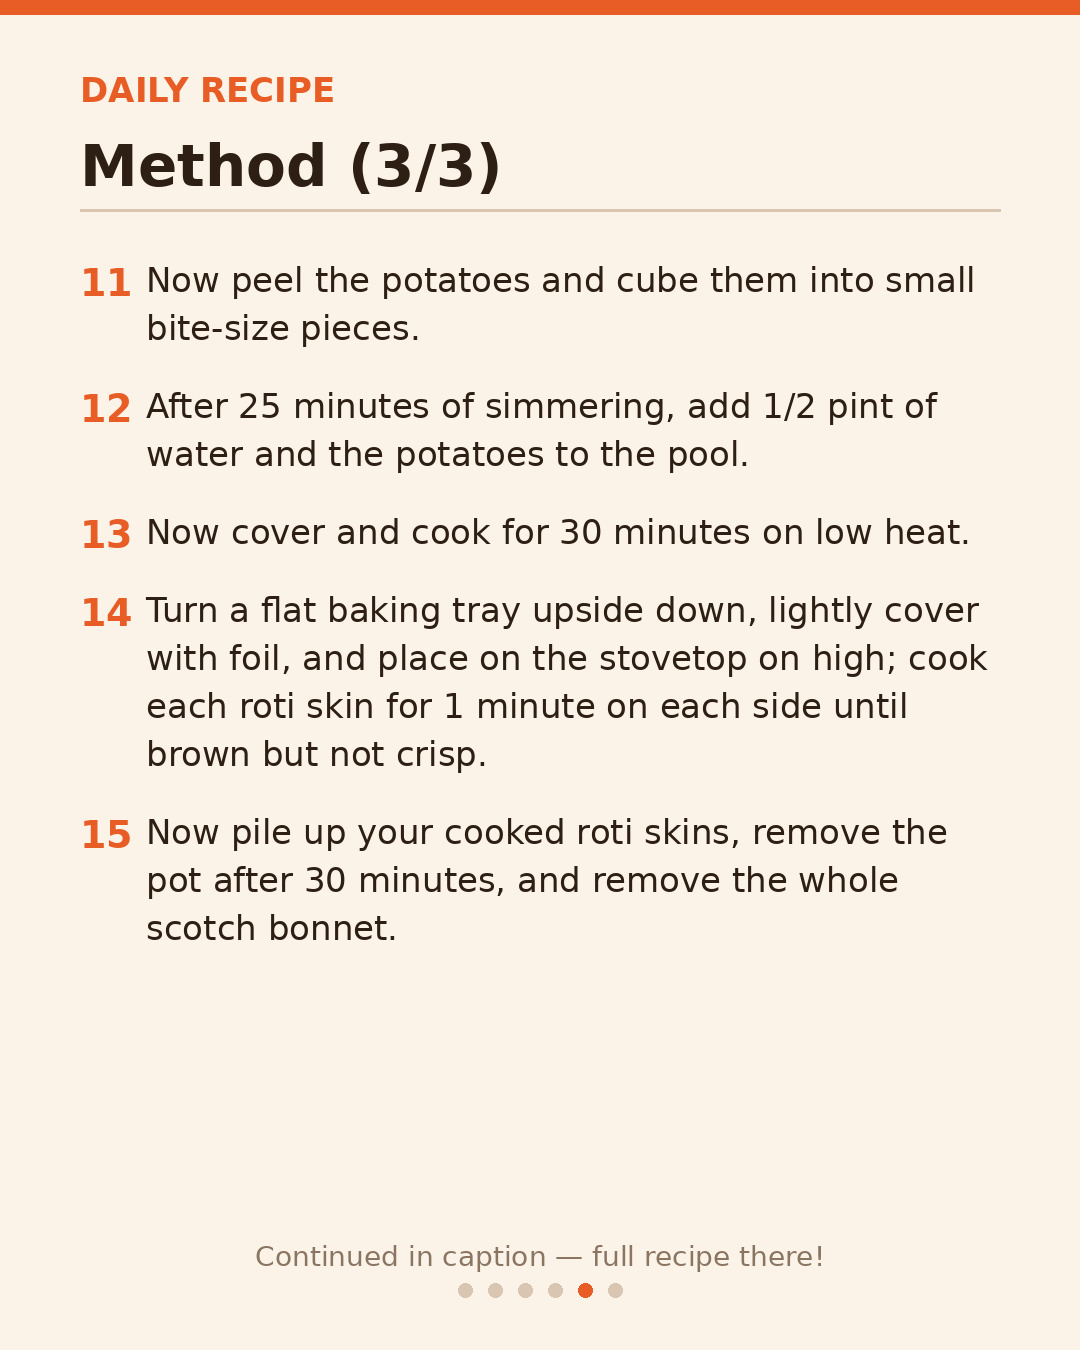 DAILY RECIPE
Method (3/3)
11 Now peel the potatoes and cube them into small
bite-size pieces.
12 After 25 minutes of simmering, add 1/2 pint of
water and the potatoes to the pool.
13 Now cover and cook for 30 minutes on low heat.
14 Turn a flat baking tray upside down, lightly cover
with foil, and place on the stovetop on high; cook
each roti skin for 1 minute on each side until
brown but not crisp.
15 Now pile up your cooked roti skins, remove the
pot after 30 minutes, and remove the whole
scotch bonnet.
Continued in caption — full recipe there!